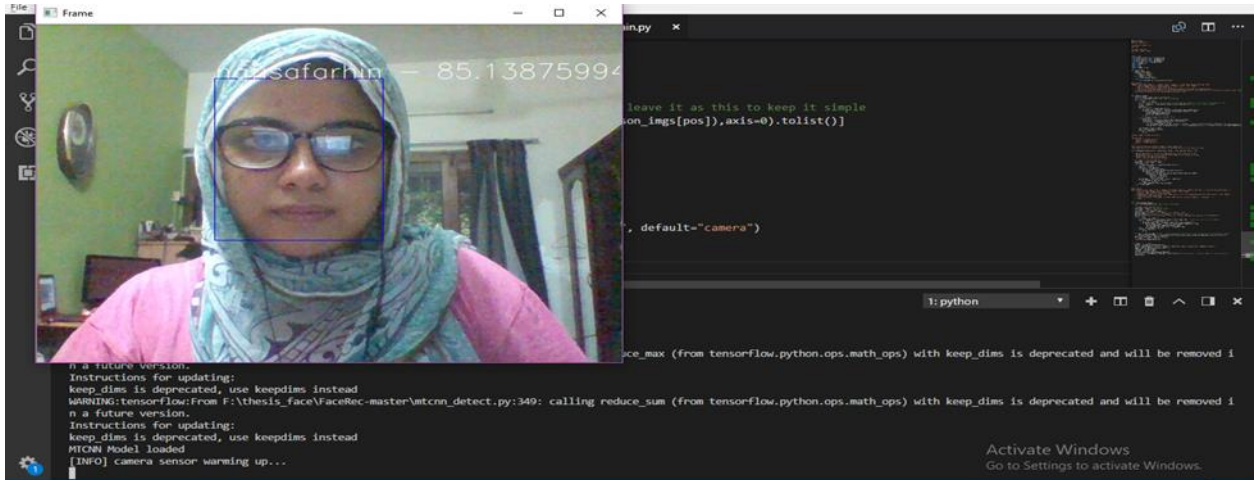 File
Frame
in.py
safarhin - 85.13875994
leave it as this to keep it simple
son_imgs[pos]),axis=0).tolist()]
, default="camera")
1: python
uce_max (from tensorflow.python.ops.math_ops) with keep_dims is deprecated and will be removed i
n a future version.
Instructions for updating:
keep_dims is deprecated, use keepdims instead
WARNING:tensorflow:From F:\thesis_face\FaceRec-master\mtcnn_detect.py:349: calling reduce_sum (from tensorflow.python.ops.math_ops) with keep_dims is deprecated and will be removed i
n a future version.
Instructions for updating:
keep_dims is deprecated, use keepdims instead
MTCNN Model loaded
[INFO] camera sensor warming up...
Activate Windows
Go to Settings to activate Windows.
1